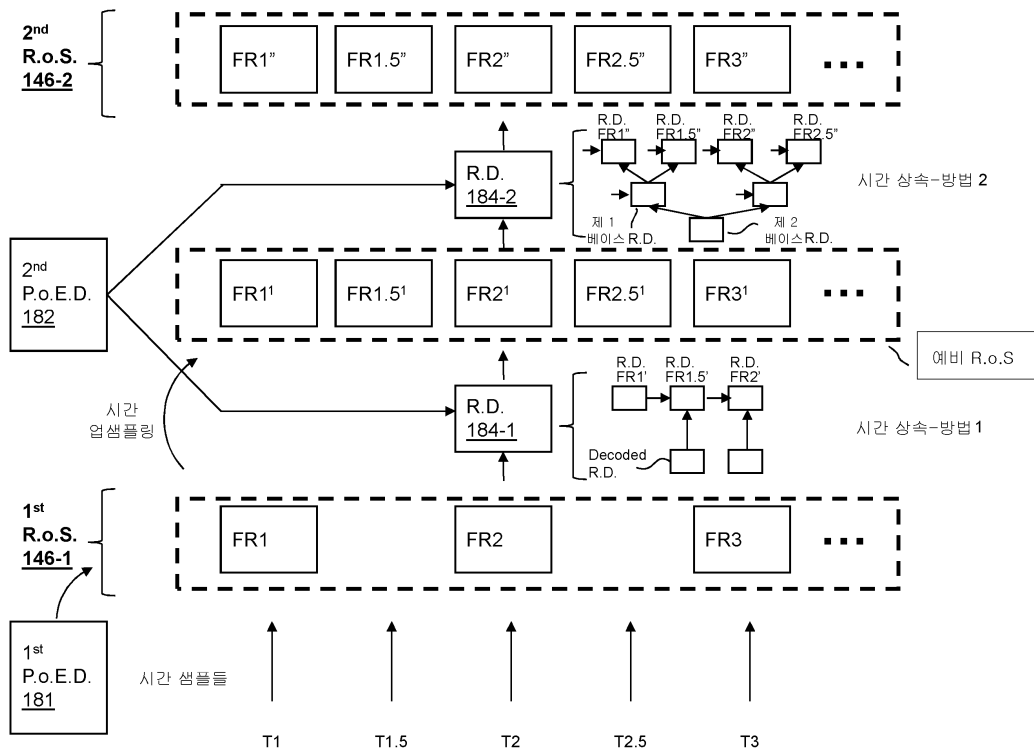 2nd
R.o.S.
146-2
FR1”
FR1.5”
FR2”
FR2.5”
FR3”
R.D.
184-2
R.D.
FR1”
R.D.
FR1.5”
R.D.
FR2”
R.D.
FR2.5”
제 1
베이스 R.D.
제 2
베이스 R.D.
시간 상속-방법 2
2nd
P.o.E.D.
182
FR1¹
FR1.5¹
FR2¹
FR2.5¹
FR3¹
예비 R.o.S
시간
업샘플링
R.D.
184-1
R.D.
FR1’
R.D.
FR1.5’
R.D.
FR2’
Decoded
R.D.
시간 상속-방법 1
1st
R.o.S.
146-1
FR1
FR2
FR3
1st
P.o.E.D.
181
시간 샘플들
T1
T1.5
T2
T2.5
T3